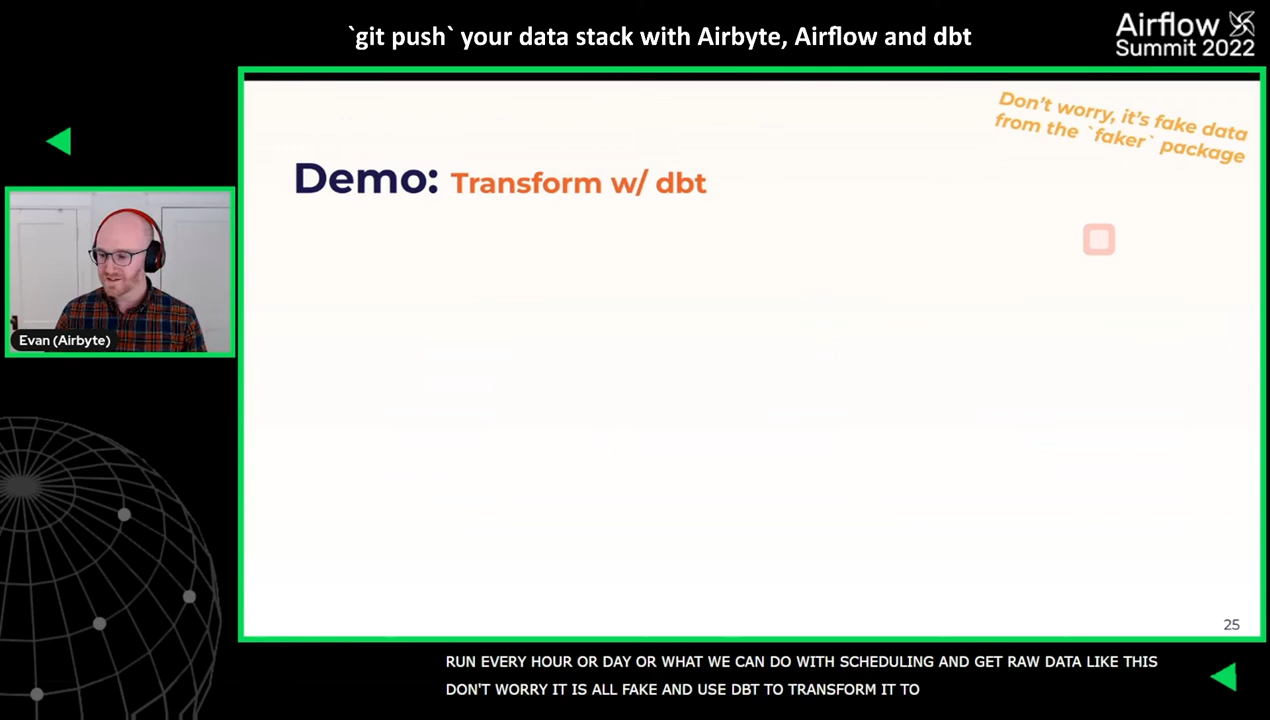 `git push` your data stack with Airbyte, Airflow and dbt
Airflow
Summit 2022
Don't worry, it's fake data
from the `faker` package
Demo: Transform w/ dbt
Evan (Airbyte)
25
RUN EVERY HOUR OR DAY OR WHAT WE CAN DO WITH SCHEDULING AND GET RAW DATA LIKE THIS
DON'T WORRY IT IS ALL FAKE AND USE DBT TO TRANSFORM IT TO